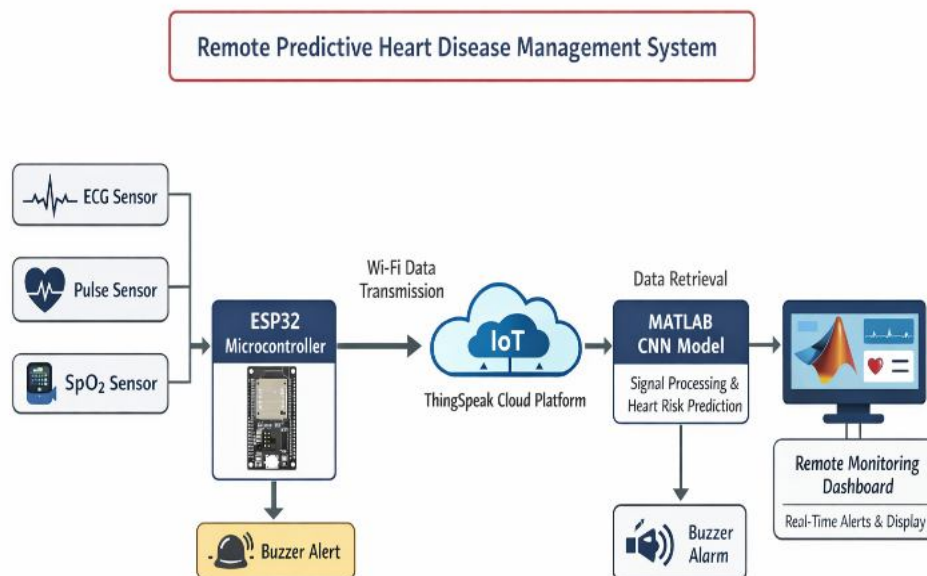 Remote Predictive Heart Disease Management System
ECG Sensor
Pulse Sensor
SpO₂ Sensor
ESP32
Microcontroller
Buzzer Alert
Wi-Fi Data
Transmission
IoT
ThingSpeak Cloud Platform
Data Retrieval
MATLAB
CNN Model
Signal Processing &
Heart Risk Prediction
Buzzer
Alarm
Remote Monitoring
Dashboard
Real-Time Alerts & Display